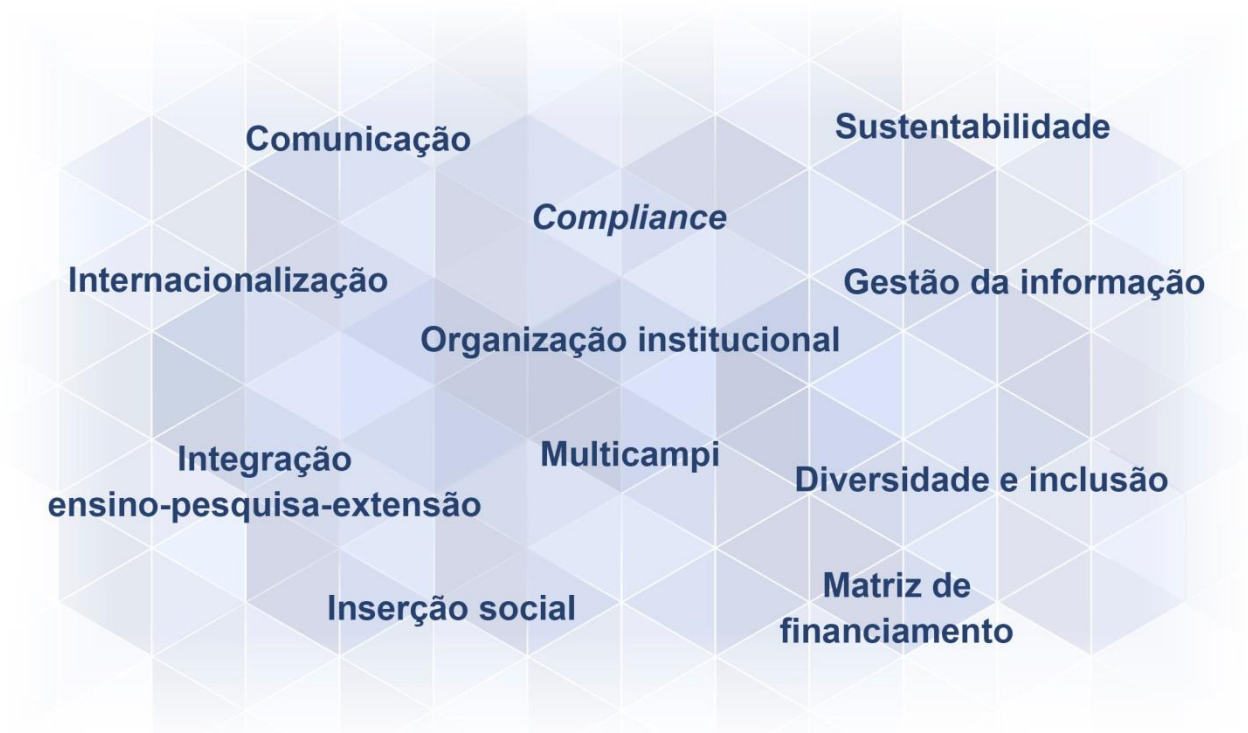 Comunicação
Sustentabilidade
Compliance
Internacionalização
Gestão da informação
Organização institucional
Integração
ensino-pesquisa-extensão
Multicampi
Diversidade e inclusão
Inserção social
Matriz de
financiamento